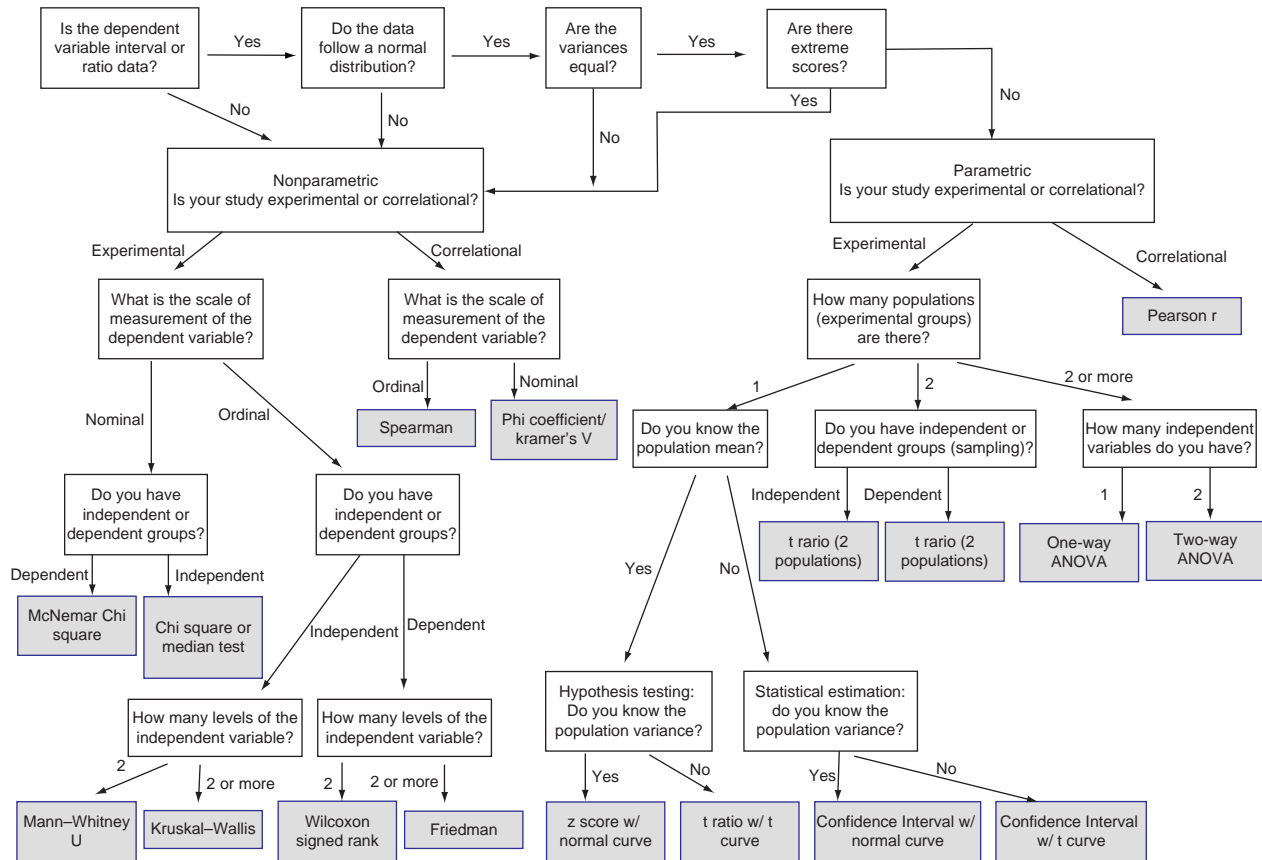 Is the dependent
variable interval or
ratio data?
Yes
Do the data
follow a normal
distribution?
Yes
Are the
variances
equal?
Yes
Are there
extreme
scores?
No
No
No
Yes
No
Nonparametric
Is your study experimental or correlational?
Parametric
Is your study experimental or correlational?
Experimental
Correlational
Experimental
Correlational
What is the scale of
measurement of the
dependent variable?
What is the scale of
measurement of the
dependent variable?
How many populations
(experimental groups)
are there?
Pearson r
Nominal
Ordinal
Ordinal
Nominal
Spearman
Phi coefficient/
kramer's V
1
2
2 or more
Do you know the
population mean?
Do you have independent or
dependent groups (sampling)?
How many independent
variables do you have?
Do you have
independent or
dependent groups?
Do you have
independent or
dependent groups?
Independent
Dependent
1
2
t rario (2
populations)
t rario (2
populations)
One-way
ANOVA
Two-way
ANOVA
Dependent
Independent
McNemar Chi
square
Chi square or
median test
Independent
Dependent
Yes
No
How many levels of the
independent variable?
How many levels of the
independent variable?
Hypothesis testing:
Do you know the
population variance?
Statistical estimation:
do you know the
population variance?
2
2 or more
2
2 or more
Yes
No
Yes
No
Mann–Whitney
U
Kruskal–Wallis
Wilcoxon
signed rank
Friedman
z score w/
normal curve
t ratio w/ t
curve
Confidence Interval w/
normal curve
Confidence Interval
w/ t curve